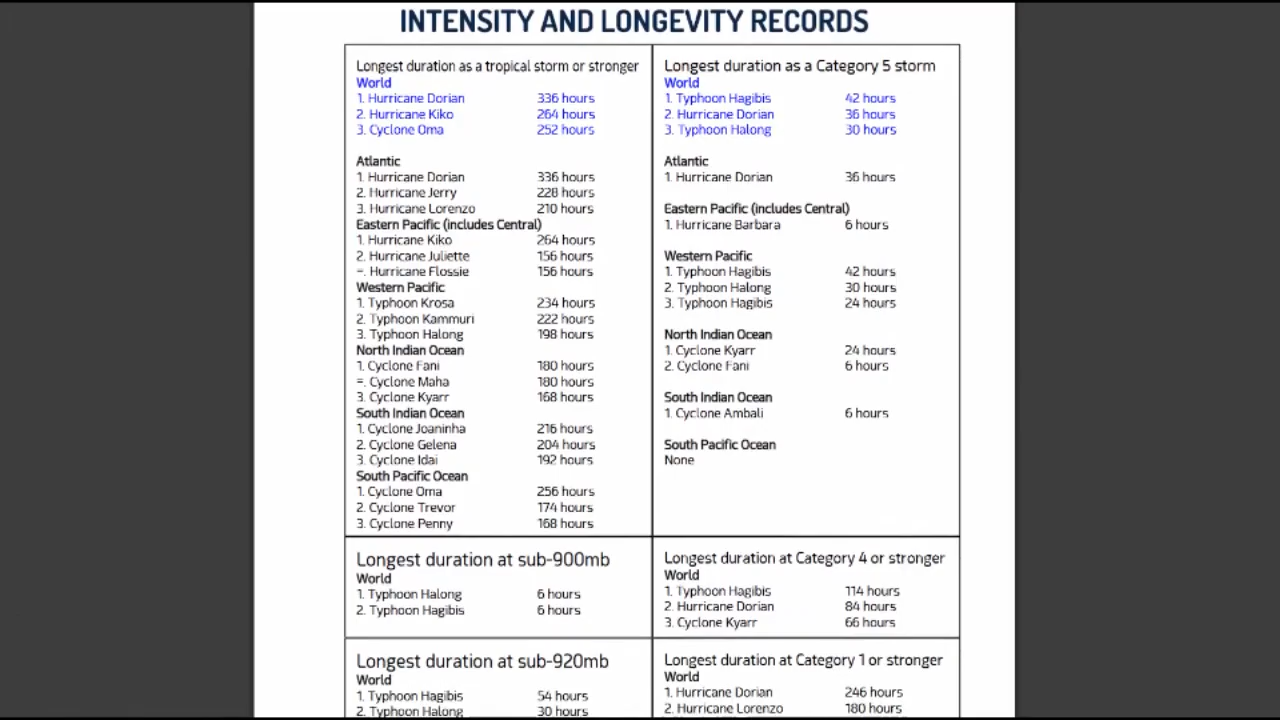 INTENSITY AND LONGEVITY RECORDS
Longest duration as a tropical storm or stronger
World
1. Hurricane Dorian 336 hours
2. Hurricane Kiko 264 hours
3. Cyclone Oma 252 hours
Atlantic
1. Hurricane Dorian 336 hours
2. Hurricane Jerry 228 hours
3. Hurricane Lorenzo 210 hours
Eastern Pacific (includes Central)
1. Hurricane Kiko 264 hours
2. Hurricane Juliette 156 hours
=. Hurricane Flossie 156 hours
Western Pacific
1. Typhoon Krosa 234 hours
2. Typhoon Kammuri 222 hours
3. Typhoon Halong 198 hours
North Indian Ocean
1. Cyclone Fani 180 hours
=. Cyclone Maha 180 hours
3. Cyclone Kyarr 168 hours
South Indian Ocean
1. Cyclone Joaninha 216 hours
2. Cyclone Gelena 204 hours
3. Cyclone Idai 192 hours
South Pacific Ocean
1. Cyclone Oma 256 hours
2. Cyclone Trevor 174 hours
3. Cyclone Penny 168 hours
Longest duration as a Category 5 storm
World
1. Typhoon Hagibis 42 hours
2. Hurricane Dorian 36 hours
3. Typhoon Halong 30 hours
Atlantic
1. Hurricane Dorian 36 hours
Eastern Pacific (includes Central)
1. Hurricane Barbara 6 hours
Western Pacific
1. Typhoon Hagibis 42 hours
2. Typhoon Halong 30 hours
3. Typhoon Hagibis 24 hours
North Indian Ocean
1. Cyclone Kyarr 24 hours
2. Cyclone Fani 6 hours
South Indian Ocean
1. Cyclone Ambali 6 hours
South Pacific Ocean
None
Longest duration at sub-900mb
World
1. Typhoon Halong 6 hours
2. Typhoon Hagibis 6 hours
Longest duration at Category 4 or stronger
World
1. Typhoon Hagibis 114 hours
2. Hurricane Dorian 84 hours
3. Cyclone Kyarr 66 hours
Longest duration at sub-920mb
World
1. Typhoon Hagibis 54 hours
2. Typhoon Halong 30 hours
Longest duration at Category 1 or stronger
World
1. Hurricane Dorian 246 hours
2. Hurricane Lorenzo 180 hours